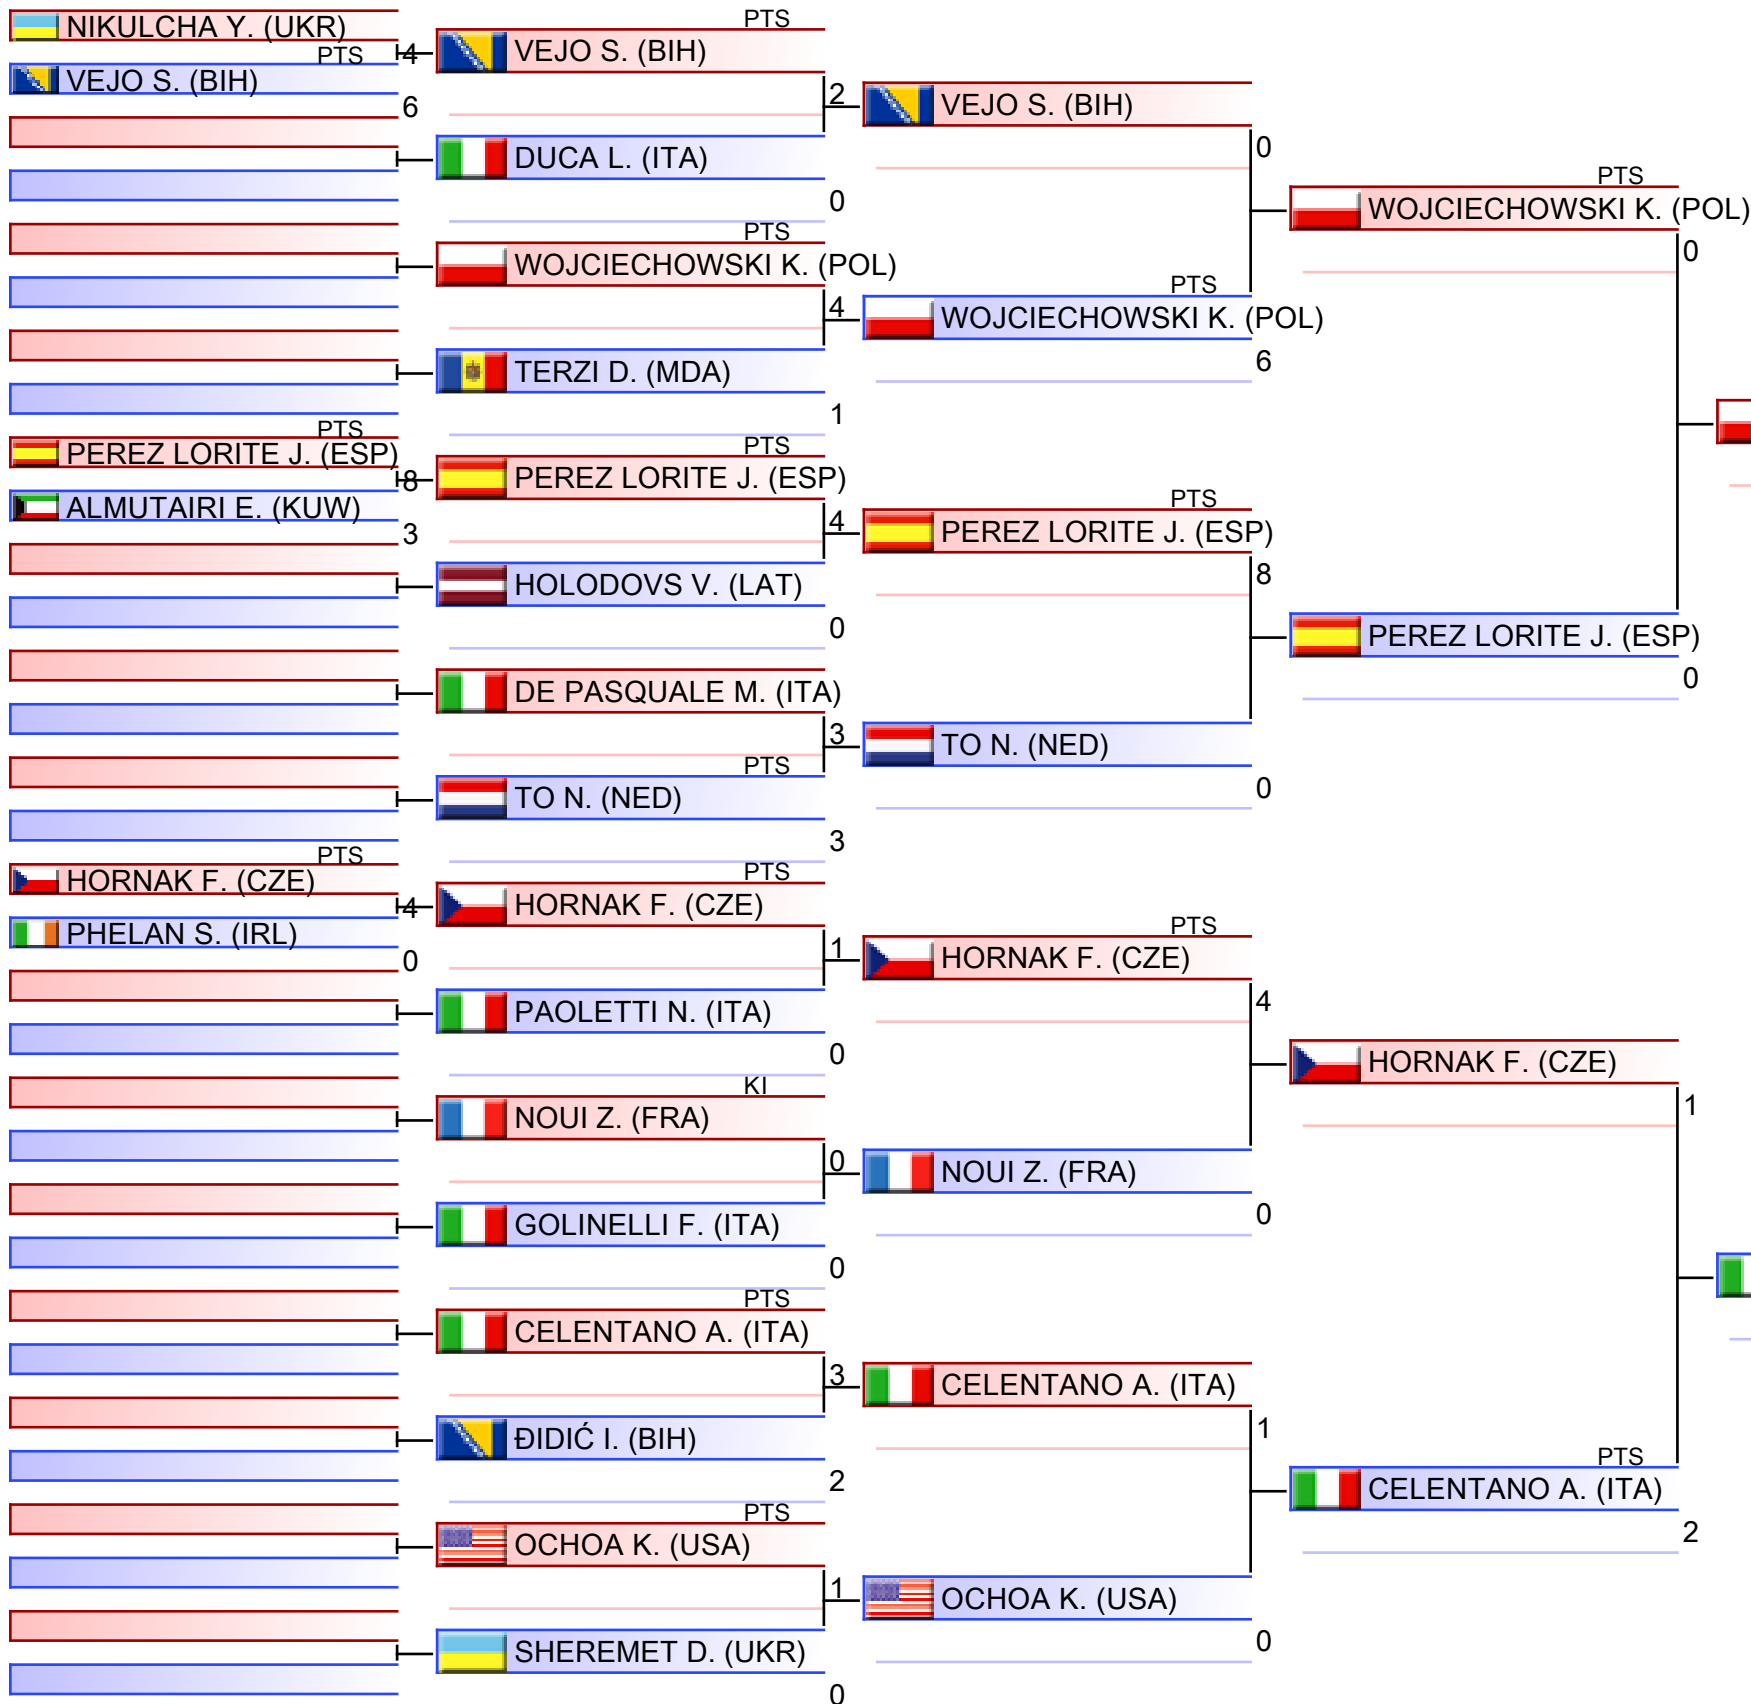 NIKULCHA Y. (UKR)
4
PTS
VEJO S. (BIH)
6
PTS
PEREZ LORITE J. (ESP)
8
ALMUTAIRI E. (KUW)
3
PTS
HORNAK F. (CZE)
4
PHELAN S. (IRL)
0
PTS
VEJO S. (BIH)
2
DUCA L. (ITA)
0
PTS
WOJCIECHOWSKI K. (POL)
4
TERZI D. (MDA)
1
PTS
PEREZ LORITE J. (ESP)
4
HOLODOVS V. (LAT)
0
DE PASQUALE M. (ITA)
3
PTS
TO N. (NED)
3
PTS
HORNAK F. (CZE)
1
PAOLETTI N. (ITA)
0
KI
NOUI Z. (FRA)
0
GOLINELLI F. (ITA)
0
PTS
CELENTANO A. (ITA)
3
ĐIDIĆ I. (BIH)
2
PTS
OCHOA K. (USA)
1
SHEREMET D. (UKR)
0
VEJO S. (BIH)
0
PTS
WOJCIECHOWSKI K. (POL)
6
PTS
PEREZ LORITE J. (ESP)
8
TO N. (NED)
0
PTS
HORNAK F. (CZE)
4
NOUI Z. (FRA)
0
CELENTANO A. (ITA)
1
OCHOA K. (USA)
0
PTS
WOJCIECHOWSKI K. (POL)
0
PEREZ LORITE J. (ESP)
0
HORNAK F. (CZE)
1
PTS
CELENTANO A. (ITA)
2